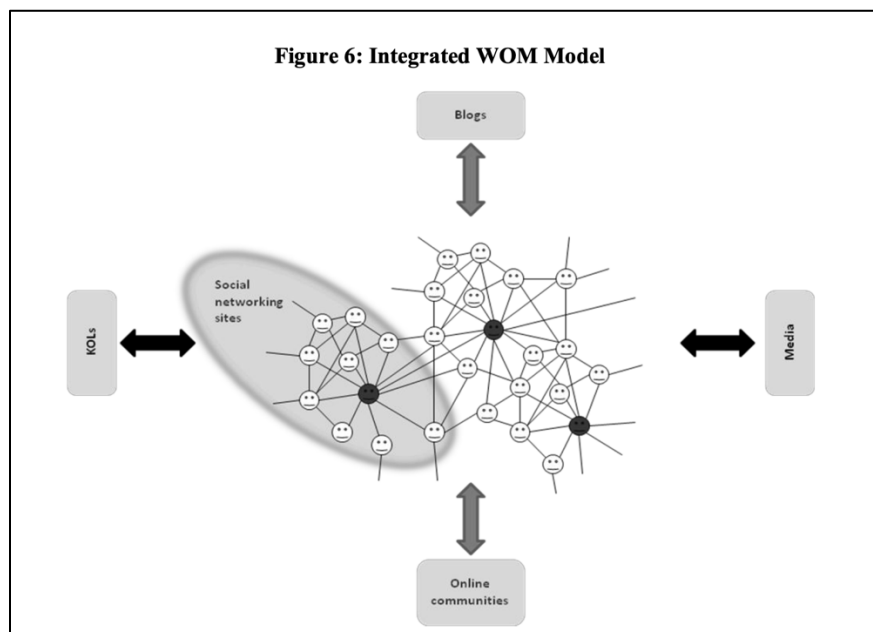 Figure 6: Integrated WOM Model
Blogs
Social
networking
sites
KOLs
Media
Online
communities